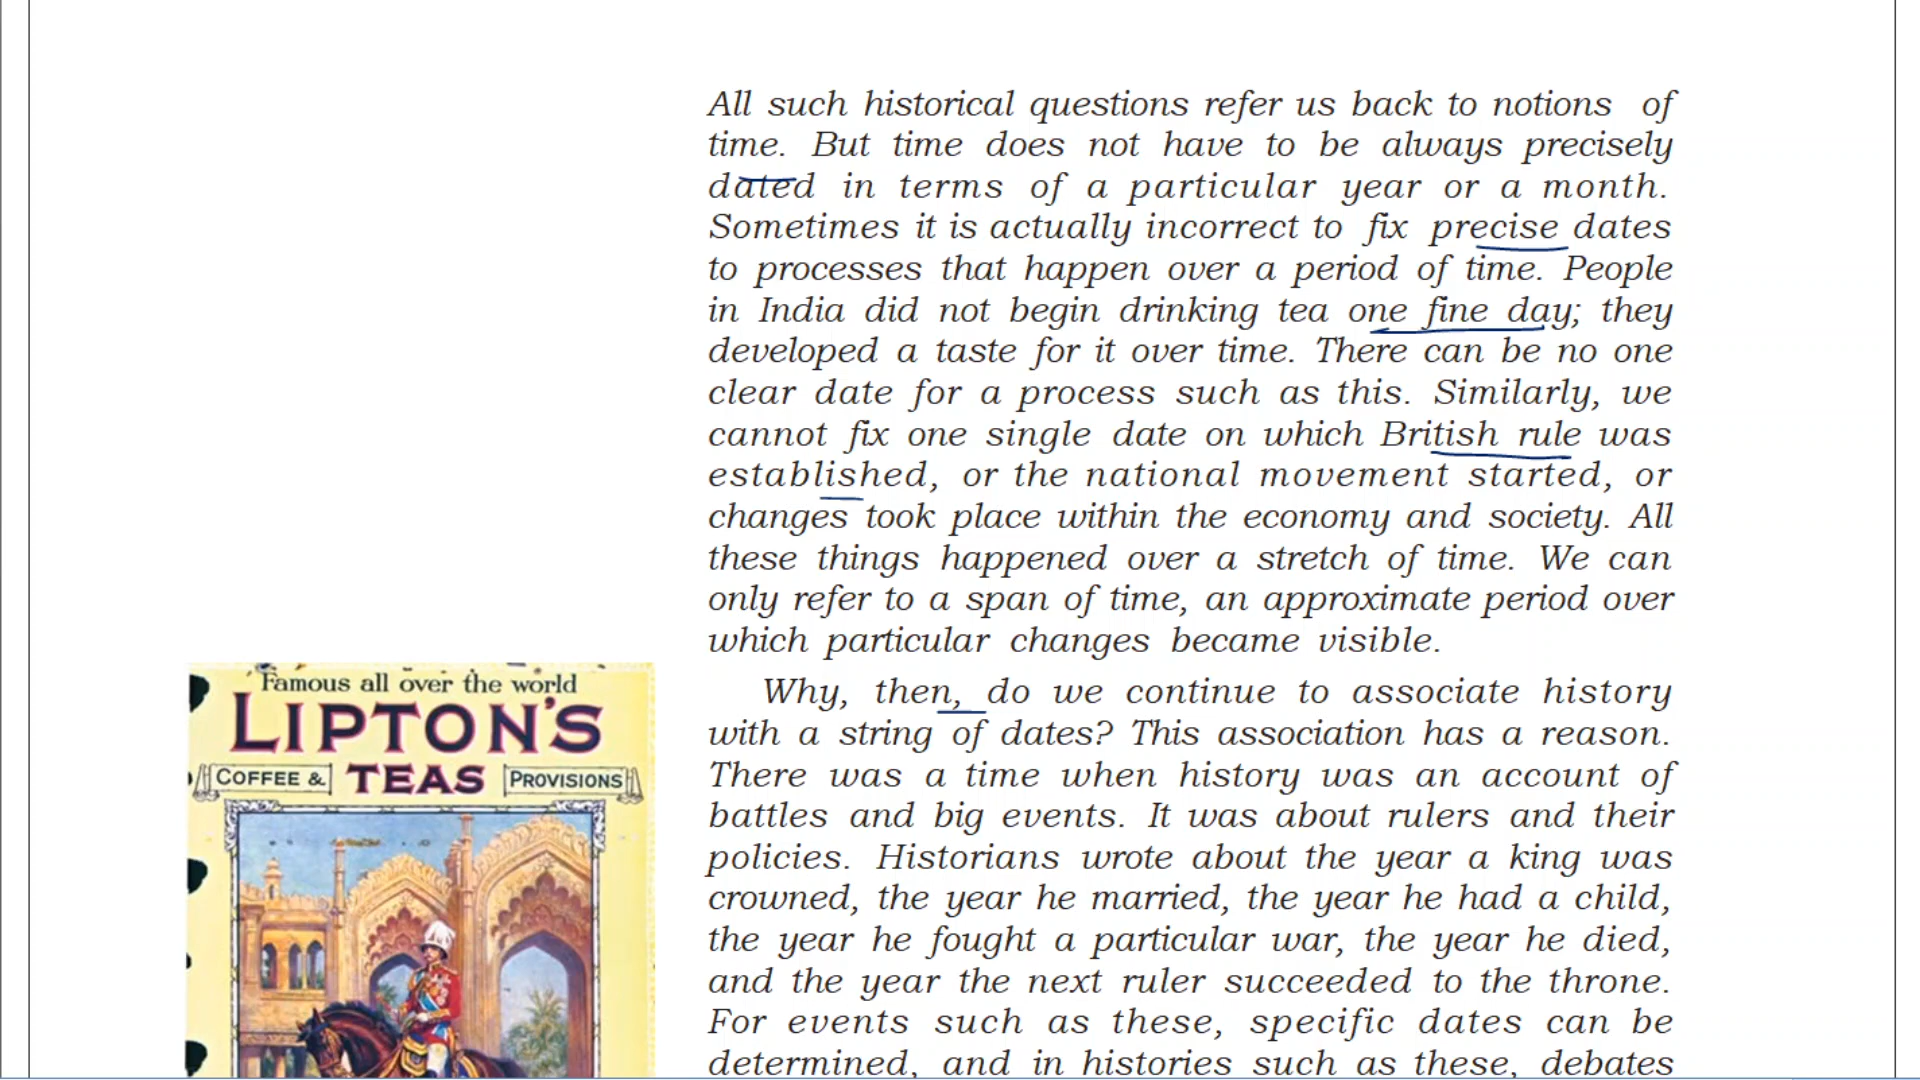 All such historical questions refer us back to notions of
time. But time does not have to be always precisely
dated in terms of a particular year or a month.
Sometimes it is actually incorrect to fix precise dates
to processes that happen over a period of time. People
in India did not begin drinking tea one fine day; they
developed a taste for it over time. There can be no one
clear date for a process such as this. Similarly, we
cannot fix one single date on which British rule was
established, or the national movement started, or
changes took place within the economy and society. All
these things happened over a stretch of time. We can
only refer to a span of time, an approximate period over
which particular changes became visible.
Why, then, do we continue to associate history
with a string of dates? This association has a reason.
There was a time when history was an account of
battles and big events. It was about rulers and their
policies. Historians wrote about the year a king was
crowned, the year he married, the year he had a child,
the year he fought a particular war, the year he died,
and the year the next ruler succeeded to the throne.
For events such as these, specific dates can be
determined, and in histories such as these, debates
Famous all over the world
LIPTON'S
COFFEE & TEAS PROVISIONS